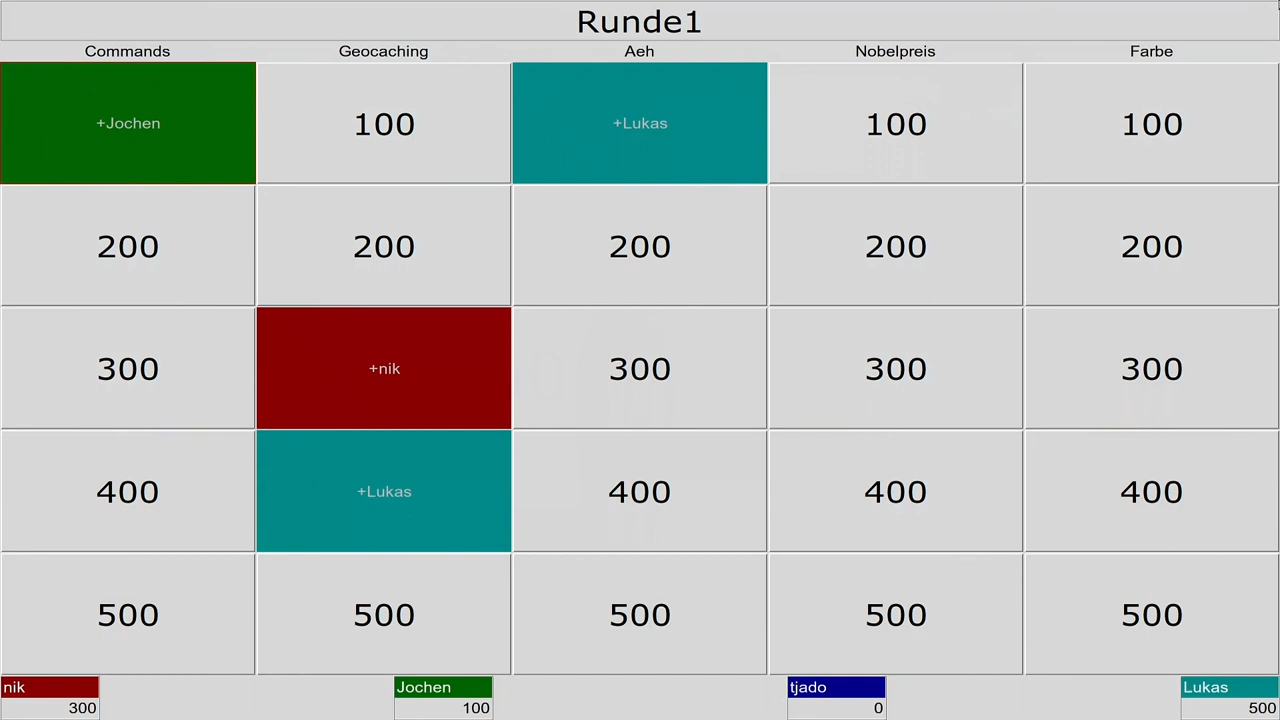 Runde1
Commands Geocaching Aeh Nobelpreis Farbe
+Jochen 100 +Lukas 100 100
200 200 200 200 200
300 +nik 300 300 300
400 +Lukas 400 400 400
500 500 500 500 500
nik Jochen tjado Lukas
300 100 0 500